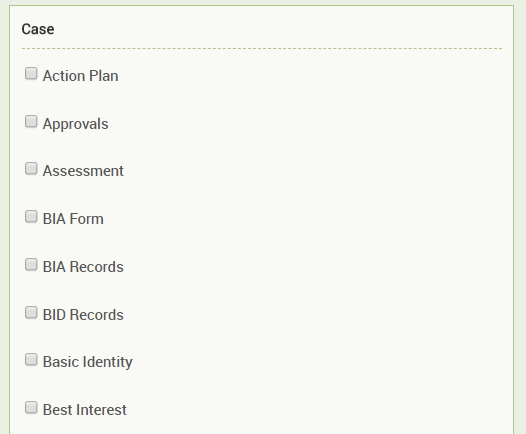 Case
Action Plan
Approvals
Assessment
BIA Form
BIA Records
BID Records
Basic Identity
Best Interest